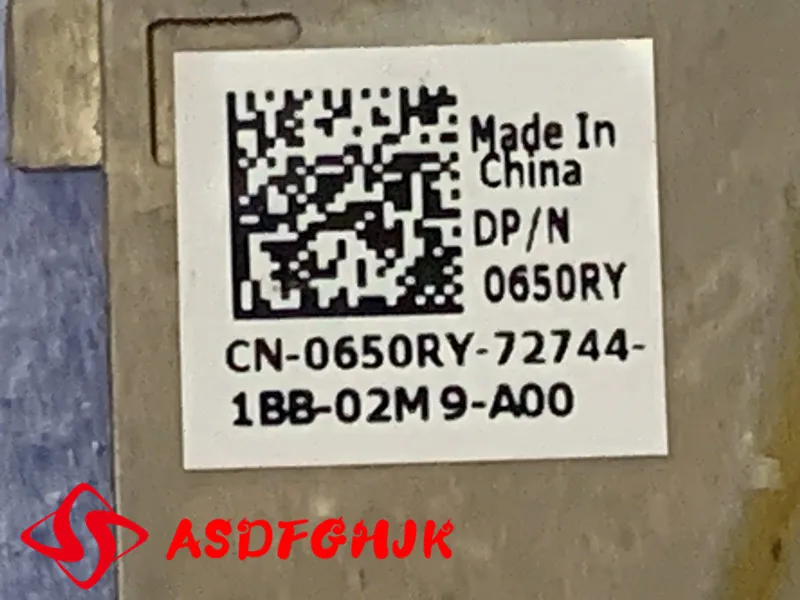 Made In
China
DP/N
0650RY
CN-0650RY-72744-
1BB-02M9-A00
ASDFGHJK